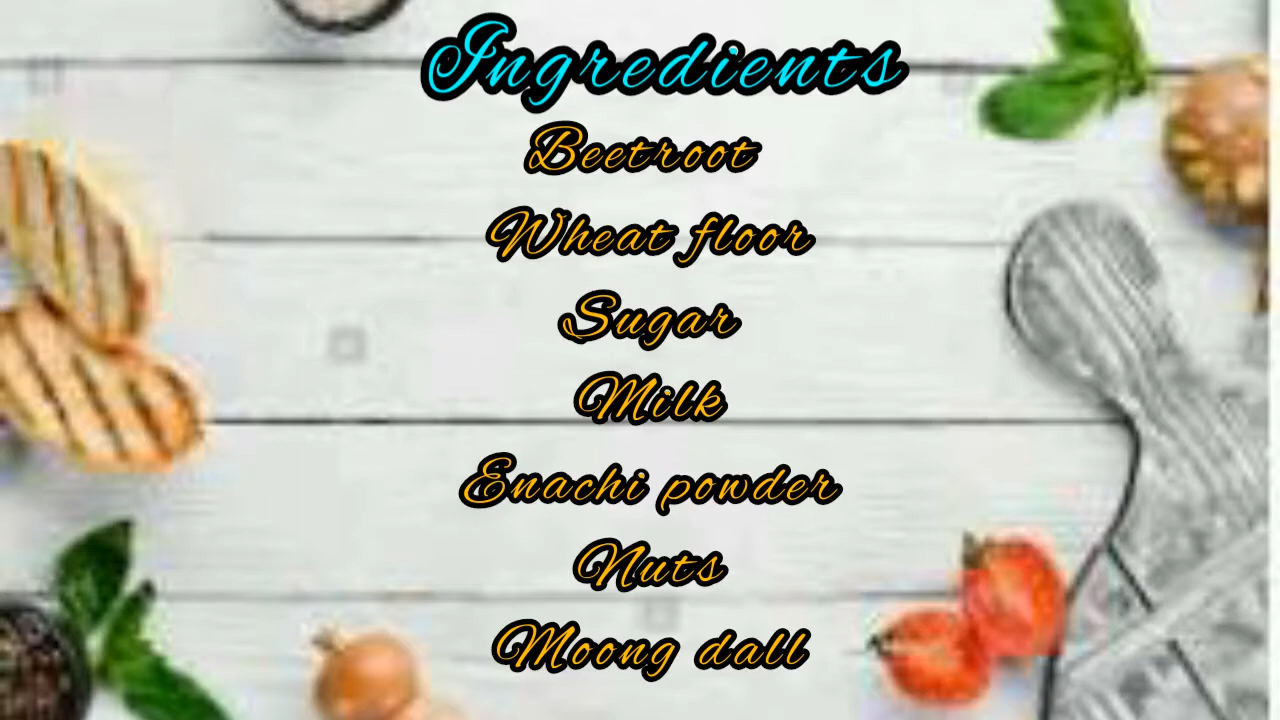 Ingredients
Beetroot
Wheat floor
Sugar
Milk
Enachi powder
Nuts
Moong dall